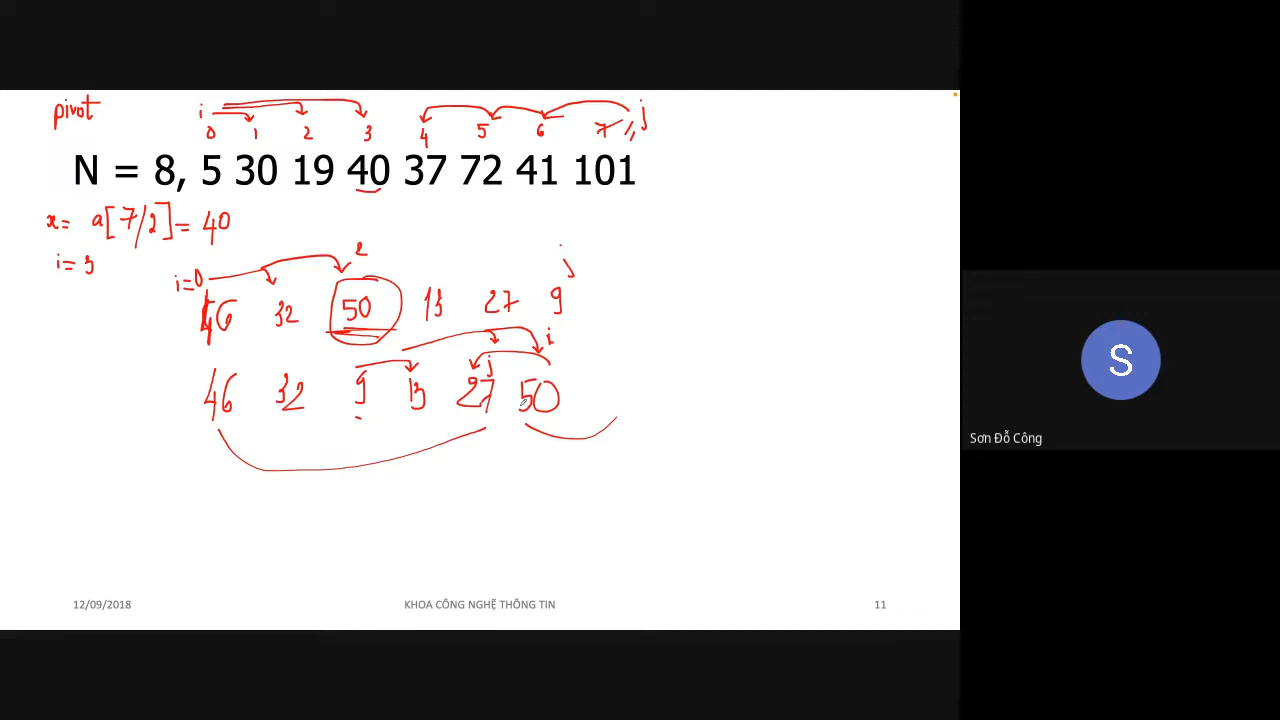 pivot i j
0 1 2 3 4 5 6 7
N = 8, 5 30 19 40 37 72 41 101
x = a[7/2] = 40
i = 3
i=0 2 j
46 32 50 13 27 9
j i
46 32 9 13 27 50
S
Sơn Đỗ Công
12/09/2018 KHOA CÔNG NGHỆ THÔNG TIN 11